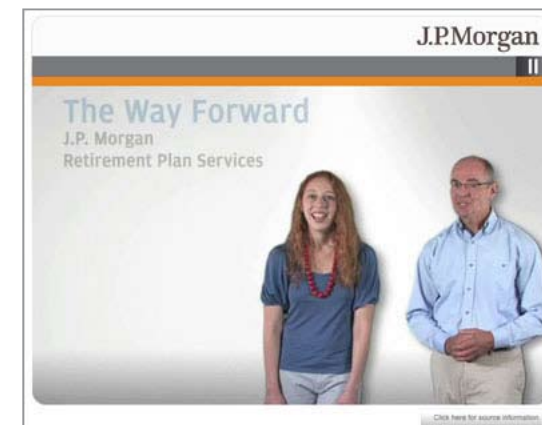 J.P.Morgan
The Way Forward
J.P. Morgan
Retirement Plan Services
Click here for source information.